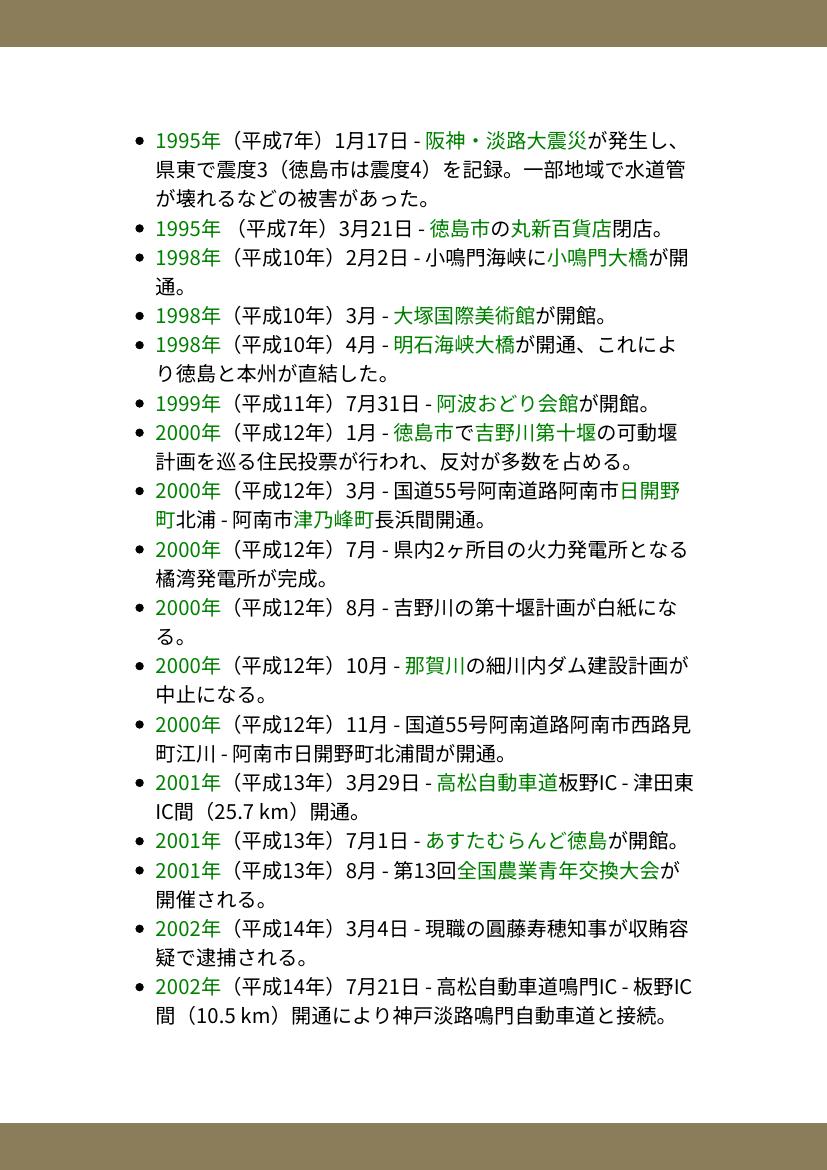 • 1995年（平成7年）1月17日 - 阪神・淡路大震災が発生し、
県東で震度3（徳島市は震度4）を記録。一部地域で水道管
が壊れるなどの被害があった。
• 1995年 （平成7年）3月21日 - 徳島市の丸新百貨店閉店。
• 1998年（平成10年）2月2日 - 小鳴門海峡に小鳴門大橋が開
通。
• 1998年（平成10年）3月 - 大塚国際美術館が開館。
• 1998年（平成10年）4月 - 明石海峡大橋が開通、これによ
り徳島と本州が直結した。
• 1999年（平成11年）7月31日 - 阿波おどり会館が開館。
• 2000年（平成12年）1月 - 徳島市で吉野川第十堰の可動堰
計画を巡る住民投票が行われ、反対が多数を占める。
• 2000年（平成12年）3月 - 国道55号阿南道路阿南市日開野
町北浦 - 阿南市津乃峰町長浜間開通。
• 2000年（平成12年）7月 - 県内2ヶ所目の火力発電所となる
橘湾発電所が完成。
• 2000年（平成12年）8月 - 吉野川の第十堰計画が白紙にな
る。
• 2000年（平成12年）10月 - 那賀川の細川内ダム建設計画が
中止になる。
• 2000年（平成12年）11月 - 国道55号阿南道路阿南市西路見
町江川 - 阿南市日開野町北浦間が開通。
• 2001年（平成13年）3月29日 - 高松自動車道板野IC - 津田東
IC間（25.7 km）開通。
• 2001年（平成13年）7月1日 - あすたむらんど徳島が開館。
• 2001年（平成13年）8月 - 第13回全国農業青年交換大会が
開催される。
• 2002年（平成14年）3月4日 - 現職の圓藤寿穂知事が収賄容
疑で逮捕される。
• 2002年（平成14年）7月21日 - 高松自動車道鳴門IC - 板野IC
間（10.5 km）開通により神戸淡路鳴門自動車道と接続。